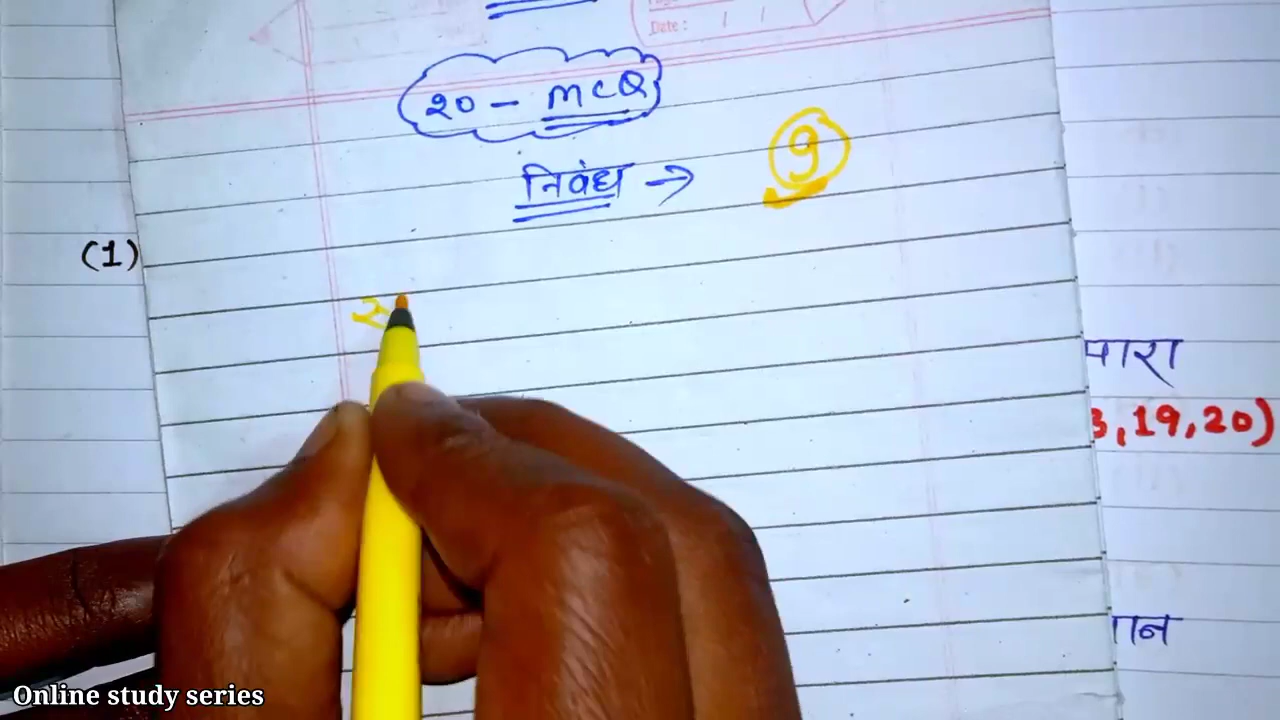 Date :
20 - MCQ
निबंध → 9
(1)
पारा
3, 19, 20)
ान
Online study series